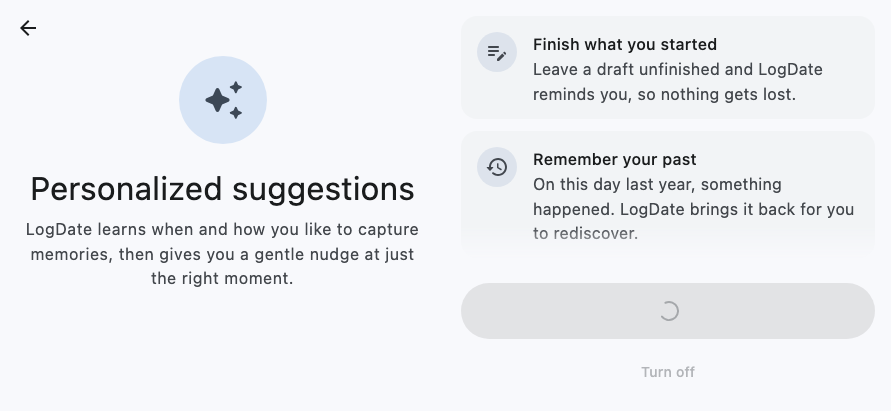 Personalized suggestions
LogDate learns when and how you like to capture
memories, then gives you a gentle nudge at just
the right moment.
Finish what you started
Leave a draft unfinished and LogDate
reminds you, so nothing gets lost.
Remember your past
On this day last year, something
happened. LogDate brings it back for you
to rediscover.
Turn off